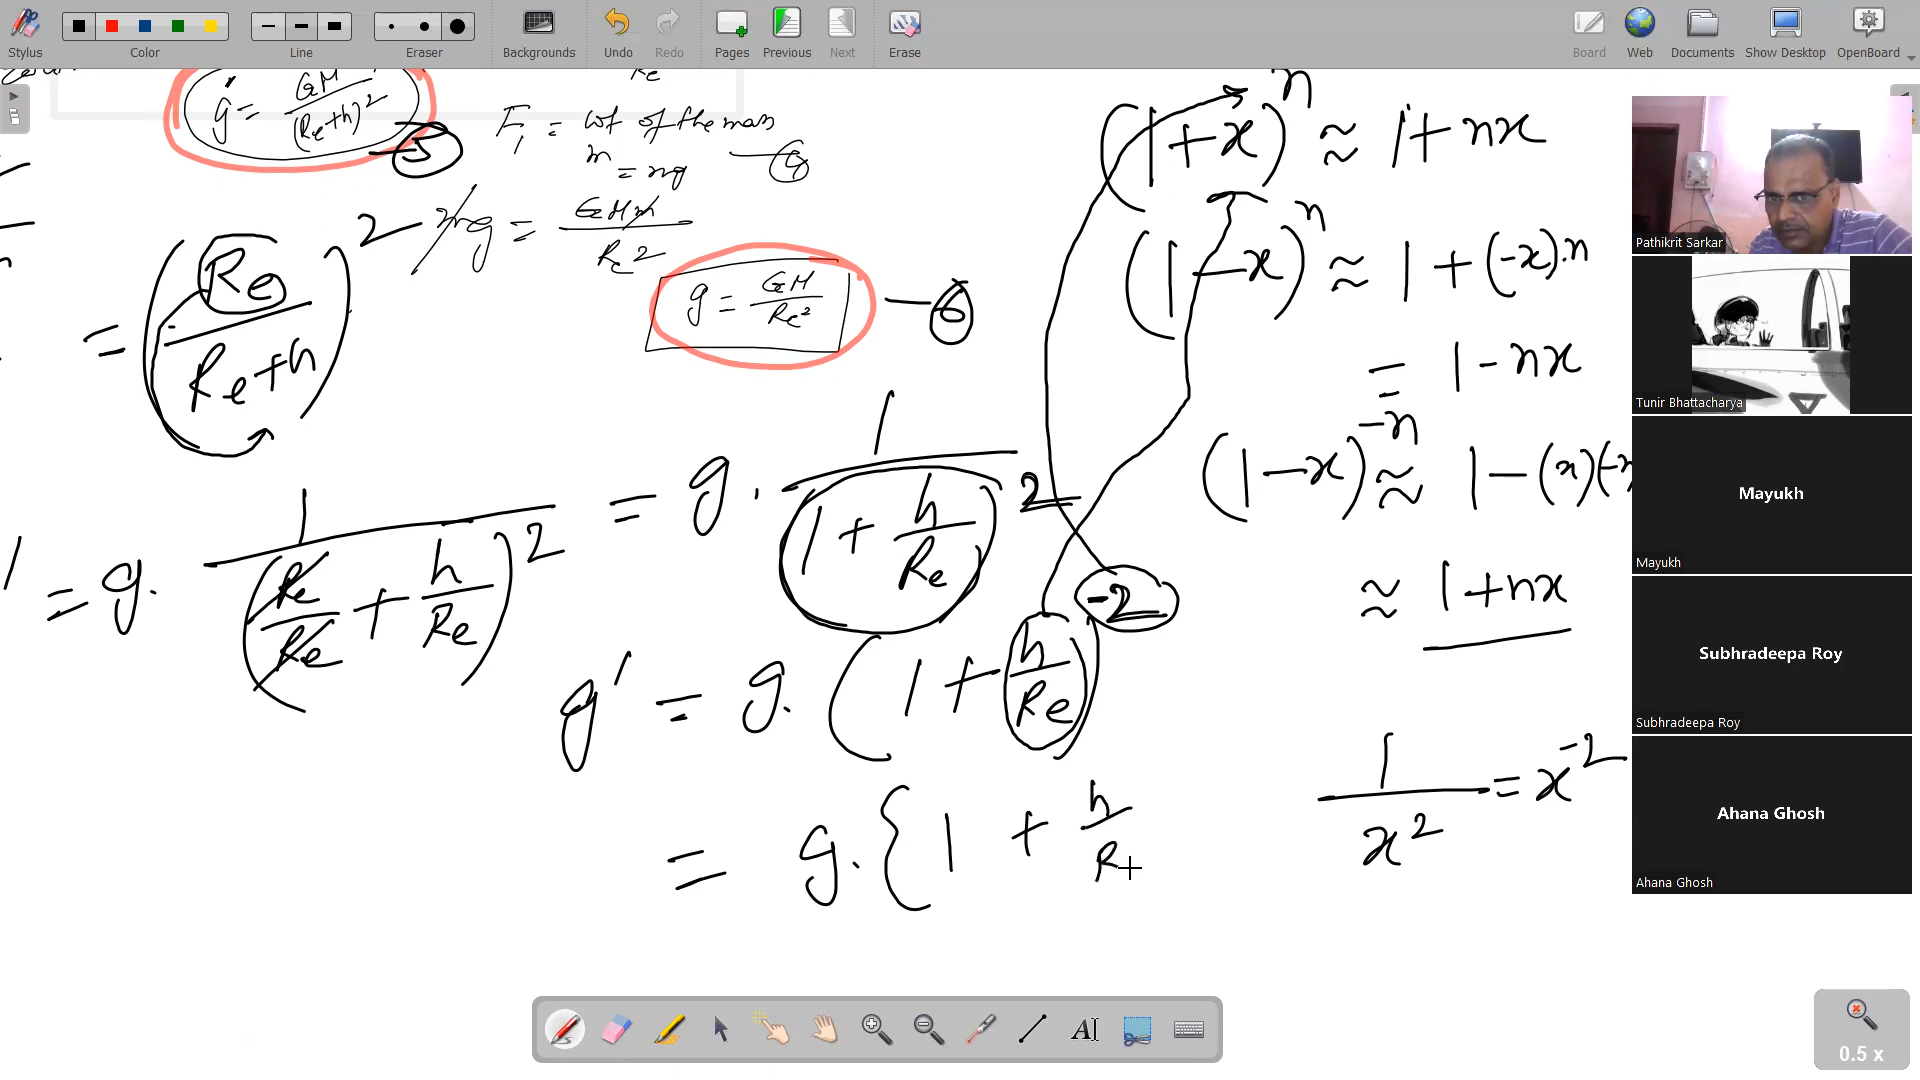 Stylus
Color
Line
Eraser
Backgrounds
Undo
Redo
Pages
Previous
Next
Erase
Board
Web
Documents
Show Desktop
OpenBoard
g' = GM / (Re+h)² — 5
Re
F₁ = wt of the mass
m = mg — 4
= (Re / (Re+h))²
mg = GMm / Re²
g = GM / Re² — 6
= g. 1 / (Re/Re + h/Re)² = g. 1 / (1 + h/Re)²
g' = g. (1 + h/Re)⁻²
= g. { 1 + h/R
(1+x)ⁿ ≈ 1+nx
(1-x)ⁿ ≈ 1+(-x).n
= 1-nx
(1-x)⁻ⁿ ≈ 1-(x)(-n
≈ 1+nx
1/x² = x⁻²
Pathikrit Sarkar
Tunir Bhattacharya
Mayukh
Mayukh
Subhradeepa Roy
Subhradeepa Roy
Ahana Ghosh
Ahana Ghosh
0.5 x